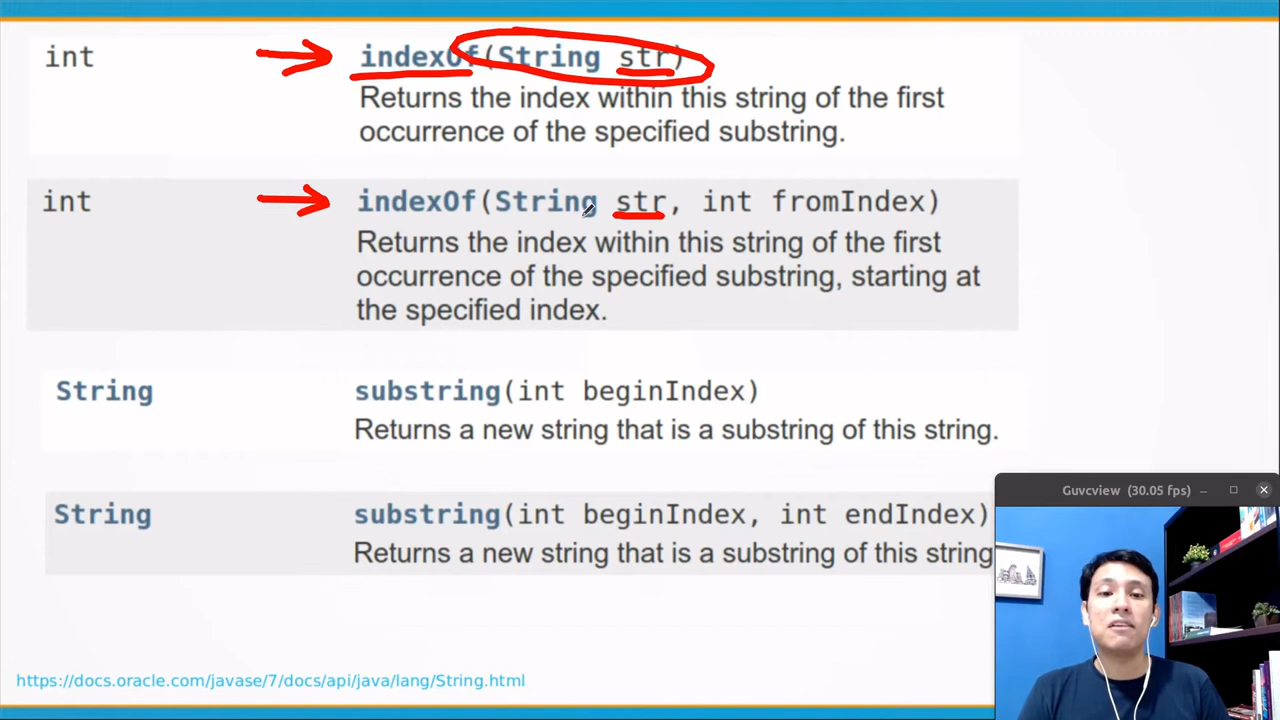 int indexOf(String str)
Returns the index within this string of the first
occurrence of the specified substring.
int indexOf(String str, int fromIndex)
Returns the index within this string of the first
occurrence of the specified substring, starting at
the specified index.
String substring(int beginIndex)
Returns a new string that is a substring of this string.
String substring(int beginIndex, int endIndex)
Returns a new string that is a substring of this string
Guvcview (30.05 fps)
https://docs.oracle.com/javase/7/docs/api/java/lang/String.html